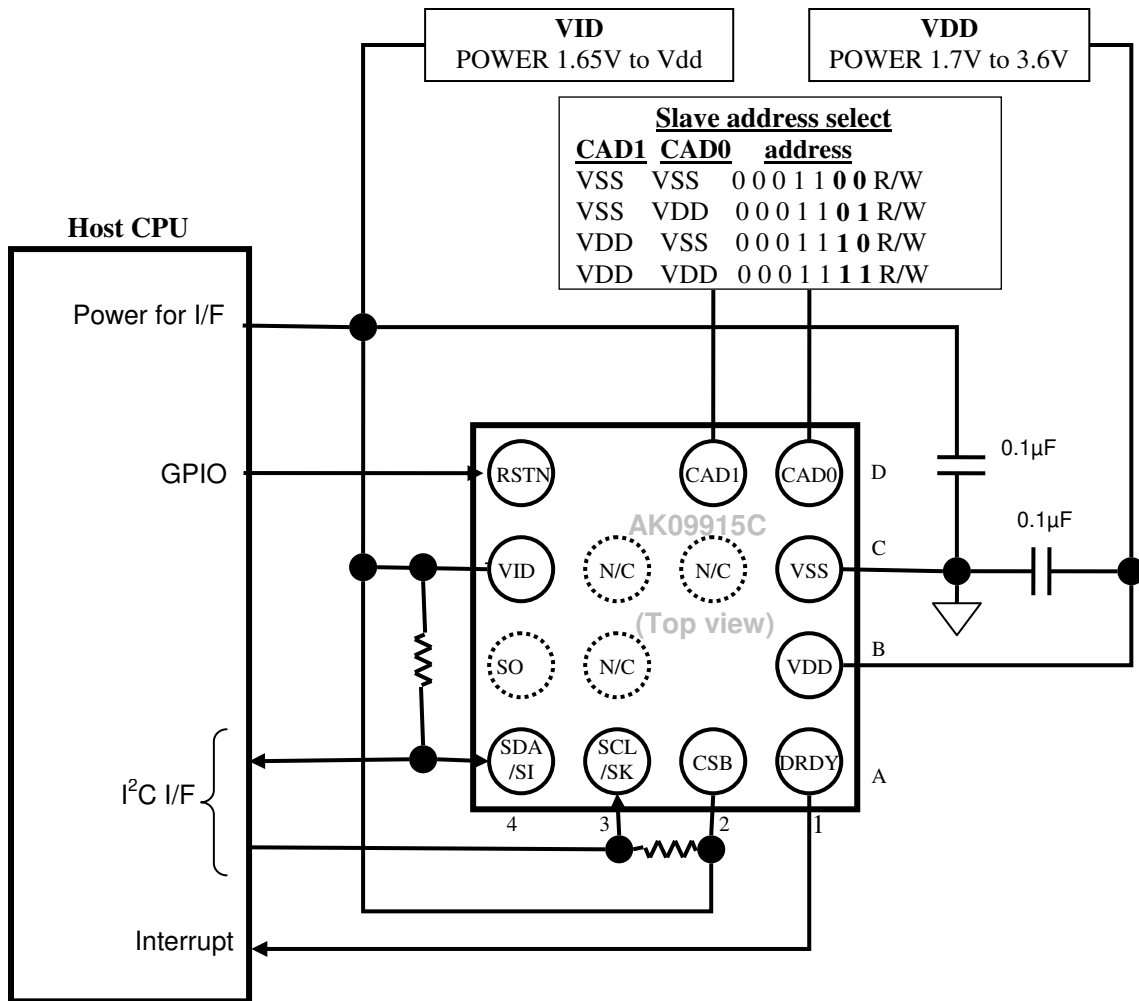 VID
POWER 1.65V to Vdd
VDD
POWER 1.7V to 3.6V
Slave address select
CAD1 CAD0 address
VSS VSS 0 0 0 1 1 0 0 R/W
VSS VDD 0 0 0 1 1 0 1 R/W
VDD VSS 0 0 0 1 1 1 0 R/W
VDD VDD 0 0 0 1 1 1 1 R/W
Host CPU
Power for I/F
GPIO
RSTN
CAD1
CAD0
D
0.1µF
AK09915C
0.1µF
VID
N/C
N/C
VSS
C
(Top view)
SO
N/C
VDD
B
SDA
/SI
SCL
/SK
CSB
DRDY
A
I²C I/F
4
3
2
1
Interrupt